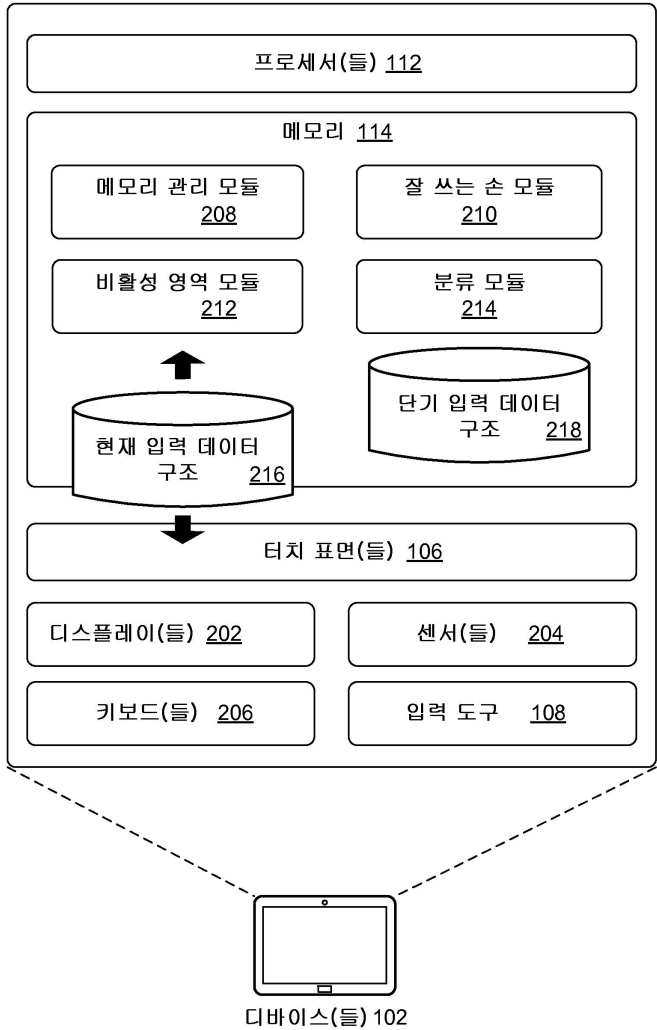 프로세서(들) 112
메모리 114
메모리 관리 모듈
208
잘 쓰는 손 모듈
210
비활성 영역 모듈
212
분류 모듈
214
현재 입력 데이터
구조 216
단기 입력 데이터
구조 218
터치 표면(들) 106
디스플레이(들) 202
센서(들) 204
키보드(들) 206
입력 도구 108
디바이스(들) 102